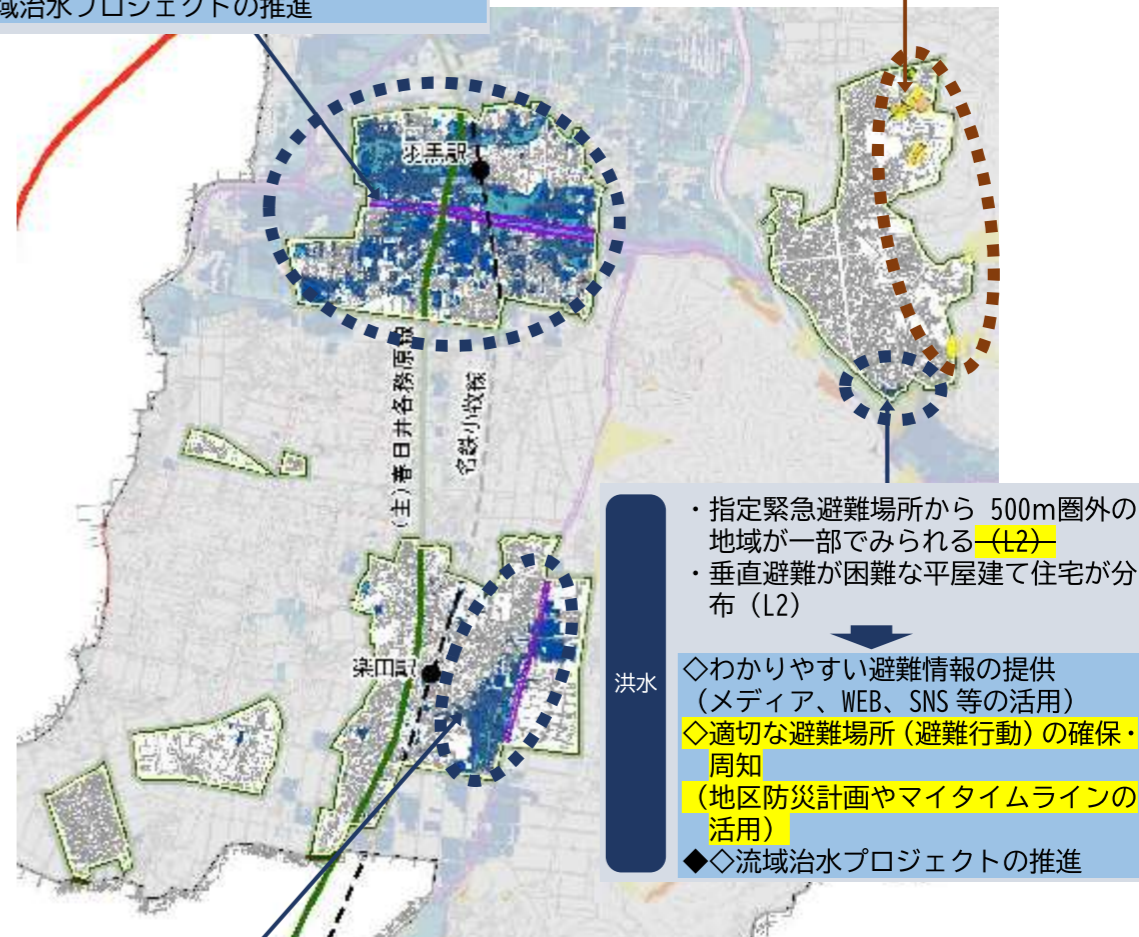 域治水プロジェクトの推進
羽黒駅
(主)春日井各務原線
名鉄小牧線
楽田駅
洪水
・指定緊急避難場所から 500m圏外の
地域が一部でみられる（L2）
・垂直避難が困難な平屋建て住宅が分
布（L2）
◇わかりやすい避難情報の提供
（メディア、WEB、SNS 等の活用）
◇適切な避難場所（避難行動）の確保・
周知
（地区防災計画やマイタイムラインの
活用）
◆◇流域治水プロジェクトの推進